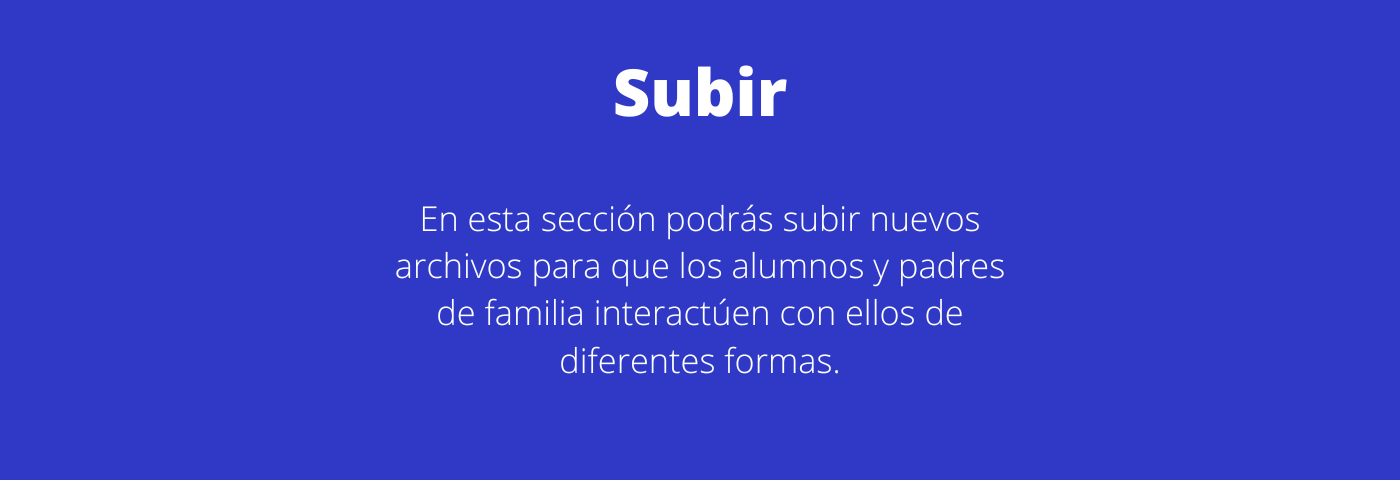 Subir
En esta sección podrás subir nuevos
archivos para que los alumnos y padres
de familia interactúen con ellos de
diferentes formas.